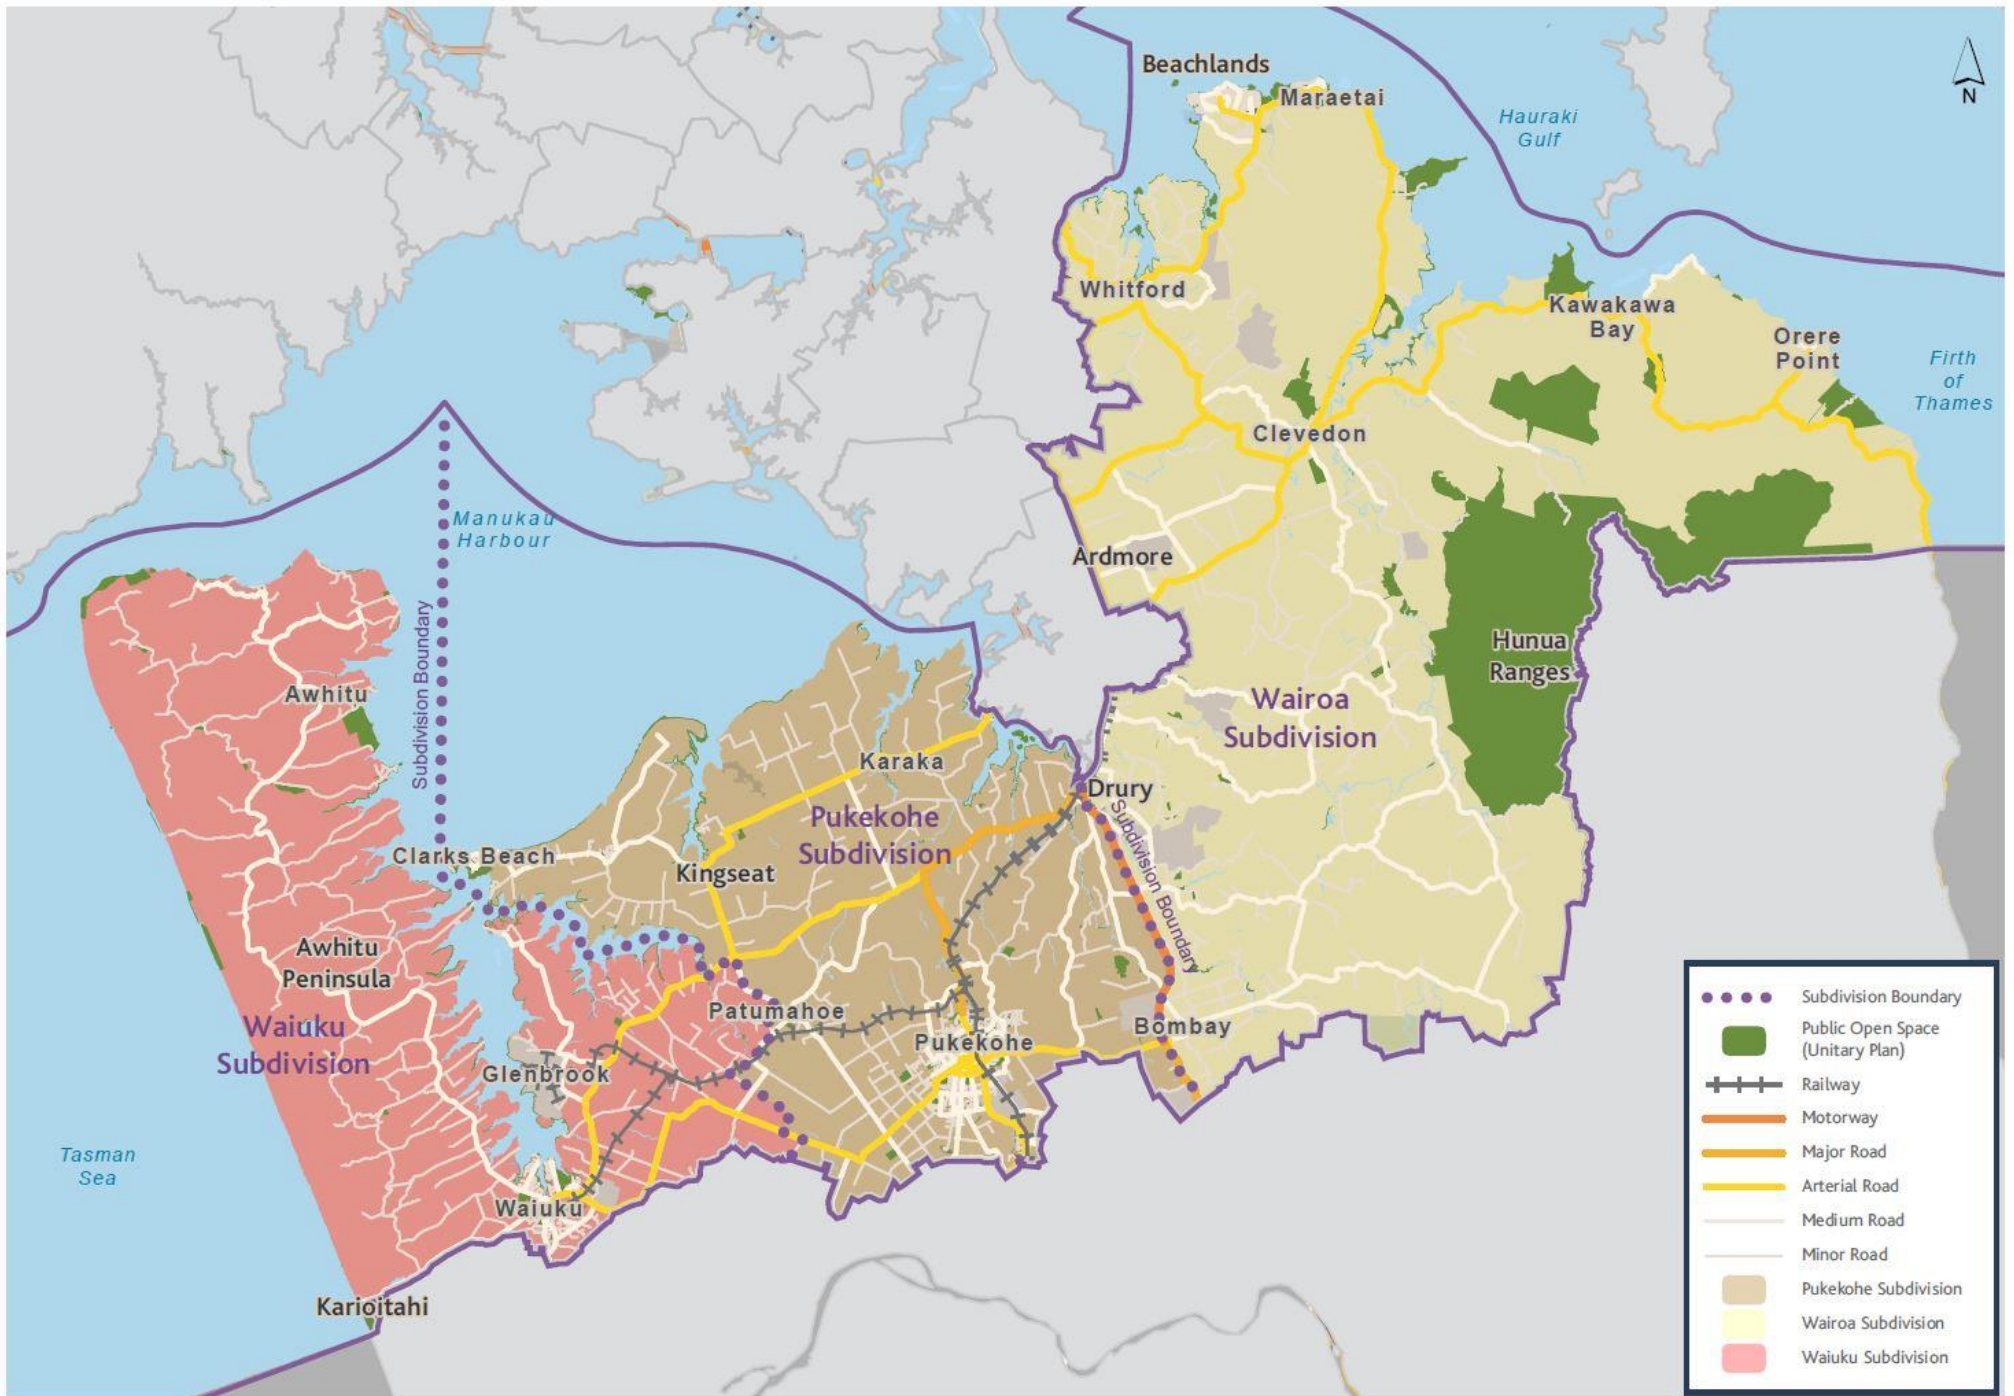 Beachlands
Maraetai
Hauraki
Gulf
N
Whitford
Kawakawa
Bay
Orere
Point
Firth
of
Thames
Clevedon
Manukau
Harbour
Ardmore
Hunua
Ranges
Awhitu
Subdivision Boundary
Wairoa
Subdivision
Karaka
Drury
Pukekohe
Subdivision
Subdivision Boundary
Clarks Beach
Kingseat
Awhitu
Peninsula
Patumahoe
Waiuku
Subdivision
Bombay
Pukekohe
Glenbrook
Tasman
Sea
Waiuku
Karioitahi
Subdivision Boundary
Public Open Space
(Unitary Plan)
Railway
Motorway
Major Road
Arterial Road
Medium Road
Minor Road
Pukekohe Subdivision
Wairoa Subdivision
Waiuku Subdivision